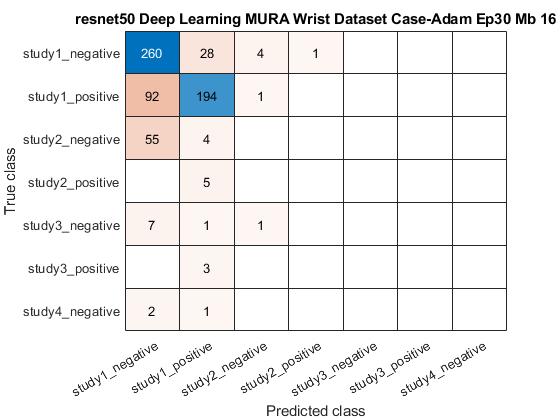 resnet50 Deep Learning MURA Wrist Dataset Case-Adam Ep30 Mb 16
study1_negative 260 28 4 1
study1_positive 92 194 1
study2_negative 55 4
study2_positive 5
study3_negative 7 1 1
study3_positive 3
study4_negative 2 1
True class
study1_negative study1_positive study2_negative study2_positive study3_negative study3_positive study4_negative
Predicted class